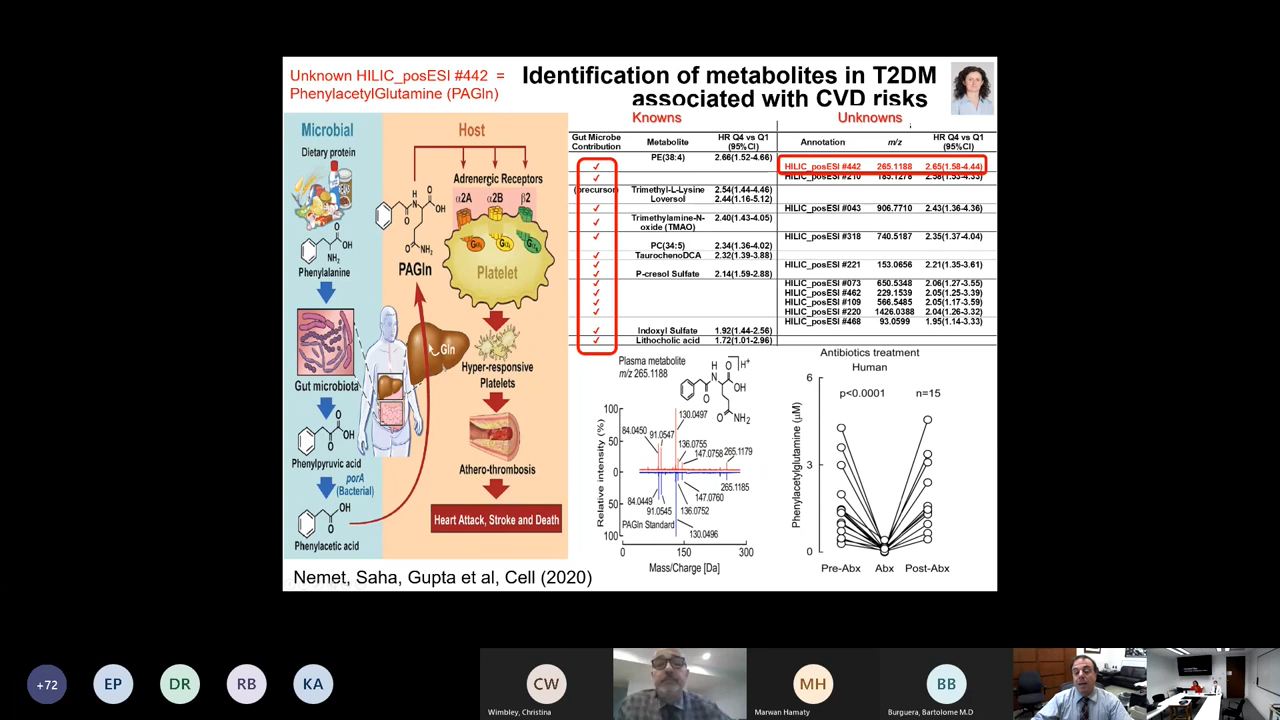 Unknown HILIC_posESI #442 =
PhenylacetylGlutamine (PAGln)
Identification of metabolites in T2DM
associated with CVD risks
Microbial
Host
Dietary protein
OH
NH2
Phenylalanine
Gut microbiota
O
OH
O
Phenylpyruvic acid
porA
(Bacterial)
OH
O
Phenylacetic acid
H
N
O
OH
O
O
NH2
PAGln
Gln
Adrenergic Receptors
α2A
α2B
β2
Platelet
Hyper-responsive
Platelets
Athero-thrombosis
Heart Attack, Stroke and Death
Nemet, Saha, Gupta et al, Cell (2020)
Knowns
Unknowns
Gut Microbe Contribution Metabolite HR Q4 vs Q1 (95%CI) Annotation m/z HR Q4 vs Q1 (95%CI)
PE(38:4) 2.66(1.52-4.66)
✓ HILIC_posESI #442 265.1188 2.65(1.58-4.44)
✓ HILIC_posESI #210 185.1278 2.58(1.53-4.33)
(precursor) Trimethyl-L-Lysine 2.54(1.44-4.46)
Loversol 2.44(1.16-5.12)
✓ HILIC_posESI #043 906.7710 2.43(1.36-4.36)
✓ Trimethylamine-N-oxide (TMAO) 2.40(1.43-4.05)
✓ HILIC_posESI #318 740.5187 2.35(1.37-4.04)
PC(34:5) 2.34(1.36-4.02)
✓ TaurochenoDCA 2.32(1.39-3.88)
✓ HILIC_posESI #221 153.0656 2.21(1.35-3.61)
✓ P-cresol Sulfate 2.14(1.59-2.88)
✓ HILIC_posESI #073 650.5348 2.06(1.27-3.55)
✓ HILIC_posESI #462 229.1539 2.05(1.25-3.39)
✓ HILIC_posESI #109 566.5485 2.05(1.17-3.59)
✓ HILIC_posESI #220 1426.0388 2.04(1.26-3.32)
HILIC_posESI #468 93.0599 1.95(1.14-3.33)
✓ Indoxyl Sulfate 1.92(1.44-2.56)
✓ Lithocholic acid 1.72(1.01-2.96)
Plasma metabolite
m/z 265.1188
H
N
O
OH
O
O
NH2
H+
Relative intensity (%)
100
50
0
50
100
130.0497
84.0450
91.0547
136.0755
147.0758
265.1179
84.0449
91.0545
147.0760
136.0752
265.1185
PAGln Standard
130.0496
0 150 300
Mass/Charge [Da]
Antibiotics treatment
Human
p<0.0001 n=15
Phenylacetylglutamine (μM)
6
3
0
Pre-Abx Abx Post-Abx
+72
EP
DR
RB
KA
CW
Wimbley, Christina
MH
Marwan Hamaty
BB
Burguera, Bartolome M.D